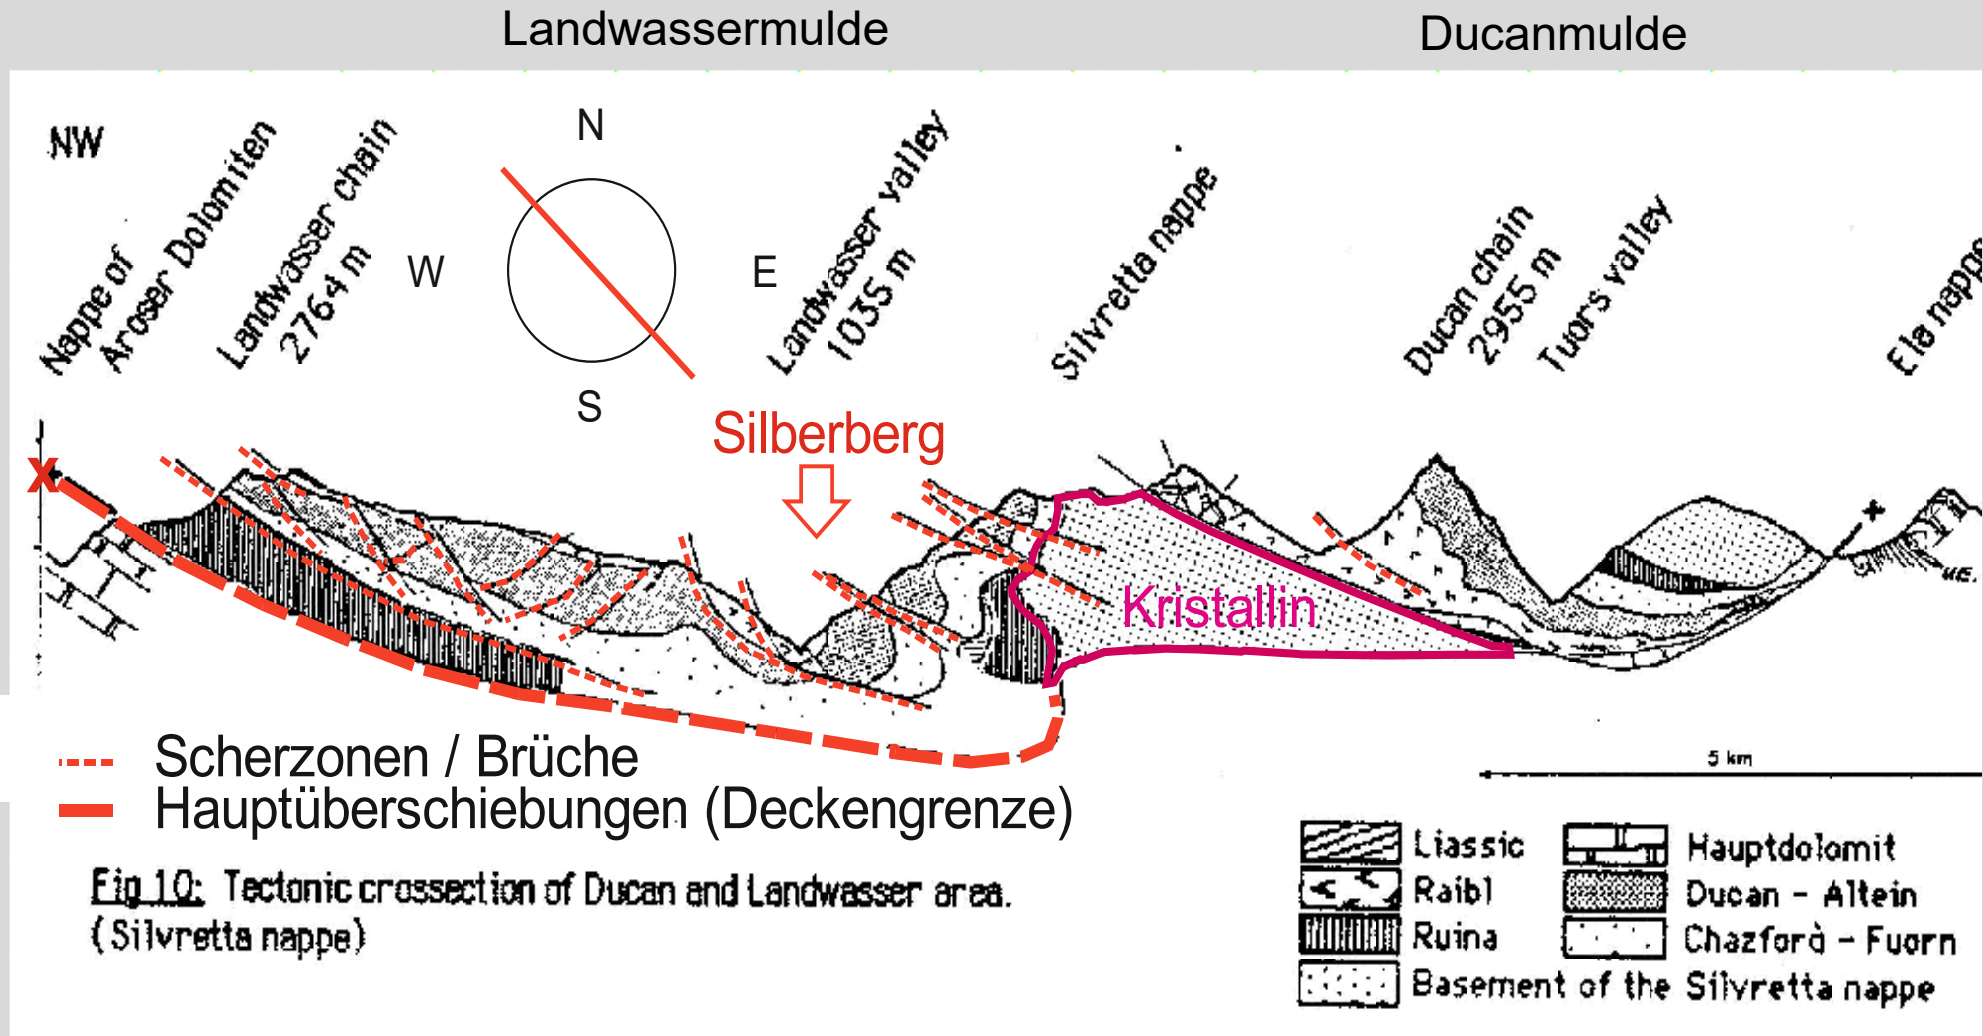 Landwassermulde
Ducanmulde
NW
Nappe of
Aroser Dolomiten
Landwasser chain
2764 m
N
W
E
S
Landwasser valley
1035 m
Silvretta nappe
Ducan chain
2955 m
Tuors valley
Ela nappe
Silberberg
X
Kristallin
Scherzonen / Brüche
Hauptüberschiebungen (Deckengrenze)
5 km
Fig 10: Tectonic crossection of Ducan and Landwasser area.
(Silvretta nappe)
Liassic
Hauptdolomit
Raibl
Ducan - Altein
Ruina
Chazforà - Fuorn
Basement of the Silvretta nappe